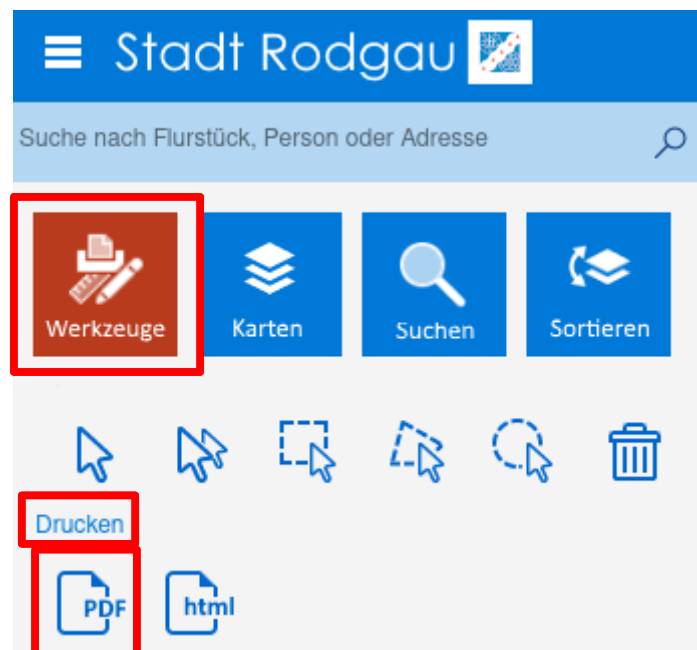 Stadt Rodgau
Suche nach Flurstück, Person oder Adresse
Werkzeuge Karten Suchen Sortieren
Drucken
PDF html